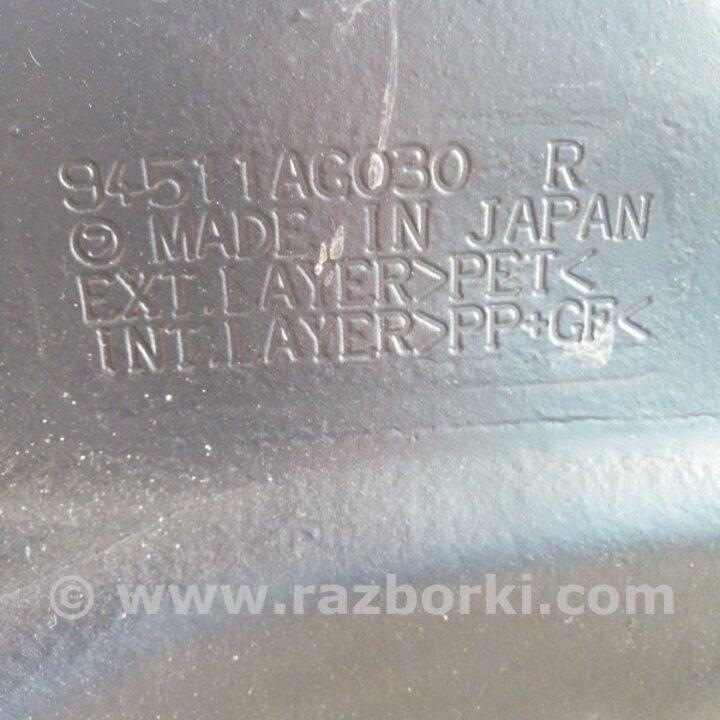 94511AG030 R
MADE IN JAPAN
EXT.LAYER>PET<
INT.LAYER>PP+GF<
© www.razborki.com